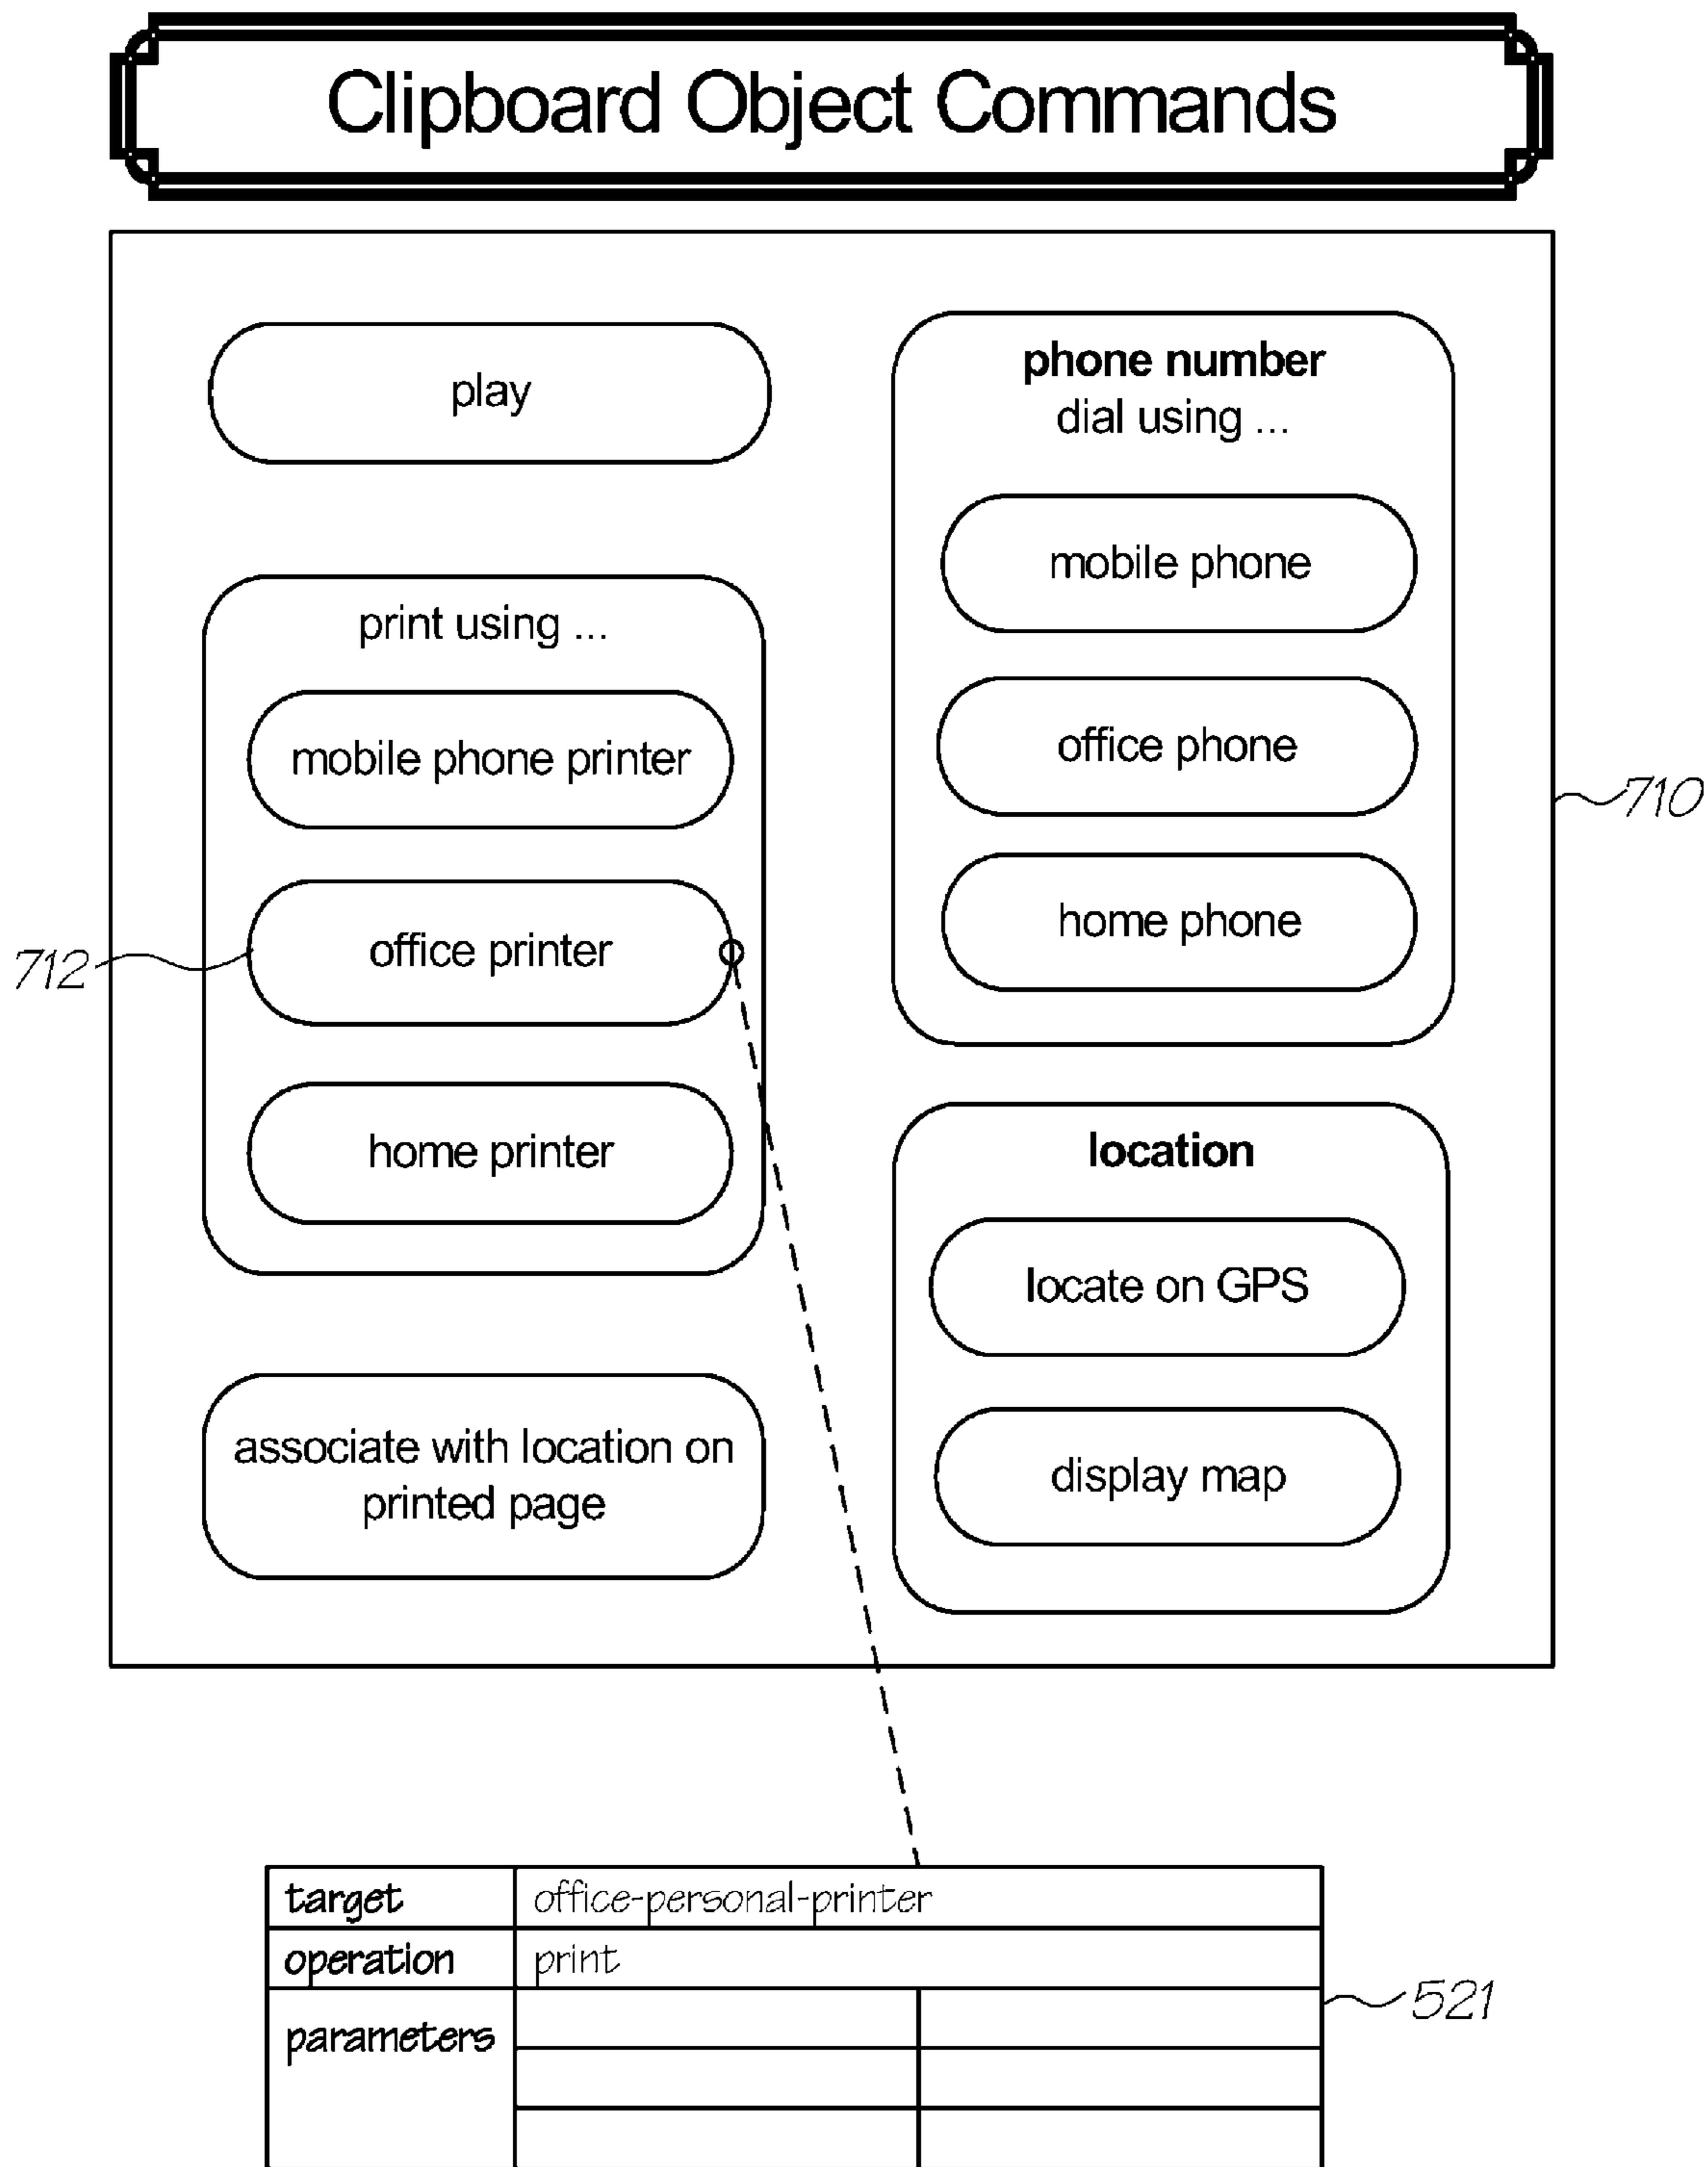 Clipboard Object Commands
play
print using ...
mobile phone printer
712
office printer
home printer
associate with location on
printed page
phone number
dial using ...
mobile phone
office phone
home phone
710
location
locate on GPS
display map
target office-personal-printer
operation print
parameters
521